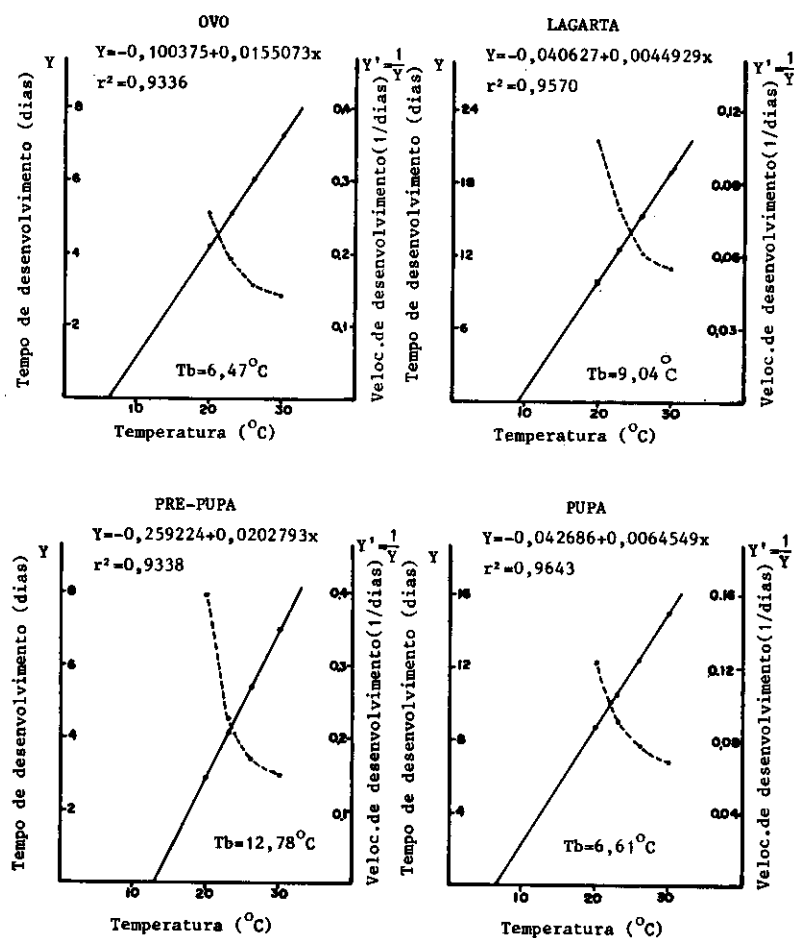 OVO
Y=-0,100375+0,0155073x
r²=0,9336
Y
Y'=1/Y
Tempo de desenvolvimento (dias)
Veloc.de desenvolvimento(1/dias)
8
6
4
2
0,4
0,3
0,2
0,1
Tb=6,47°C
10 20 30
Temperatura (°C)
LAGARTA
Y=-0,040627+0,0044929x
r²=0,9570
Y
Y'=1/Y
Tempo de desenvolvimento (dias)
Veloc.de desenvolvimento(1/dias)
24
18
12
6
0,12
0,09
0,06
0,03
Tb=9,04°C
10 20 30
Temperatura (°C)
PRE-PUPA
Y=-0,259224+0,0202793x
r²=0,9338
Y
Y'=1/Y
Tempo de desenvolvimento (dias)
Veloc.de desenvolvimento(1/dias)
8
6
4
2
0,4
0,3
0,2
0,1
Tb=12,78°C
10 20 30
Temperatura (°C)
PUPA
Y=-0,042686+0,0064549x
r²=0,9643
Y
Y'=1/Y
Tempo de desenvolvimento (dias)
Veloc.de desenvolvimento(1/dias)
16
12
8
4
0,16
0,12
0,08
0,04
Tb=6,61°C
10 20 30
Temperatura (°C)